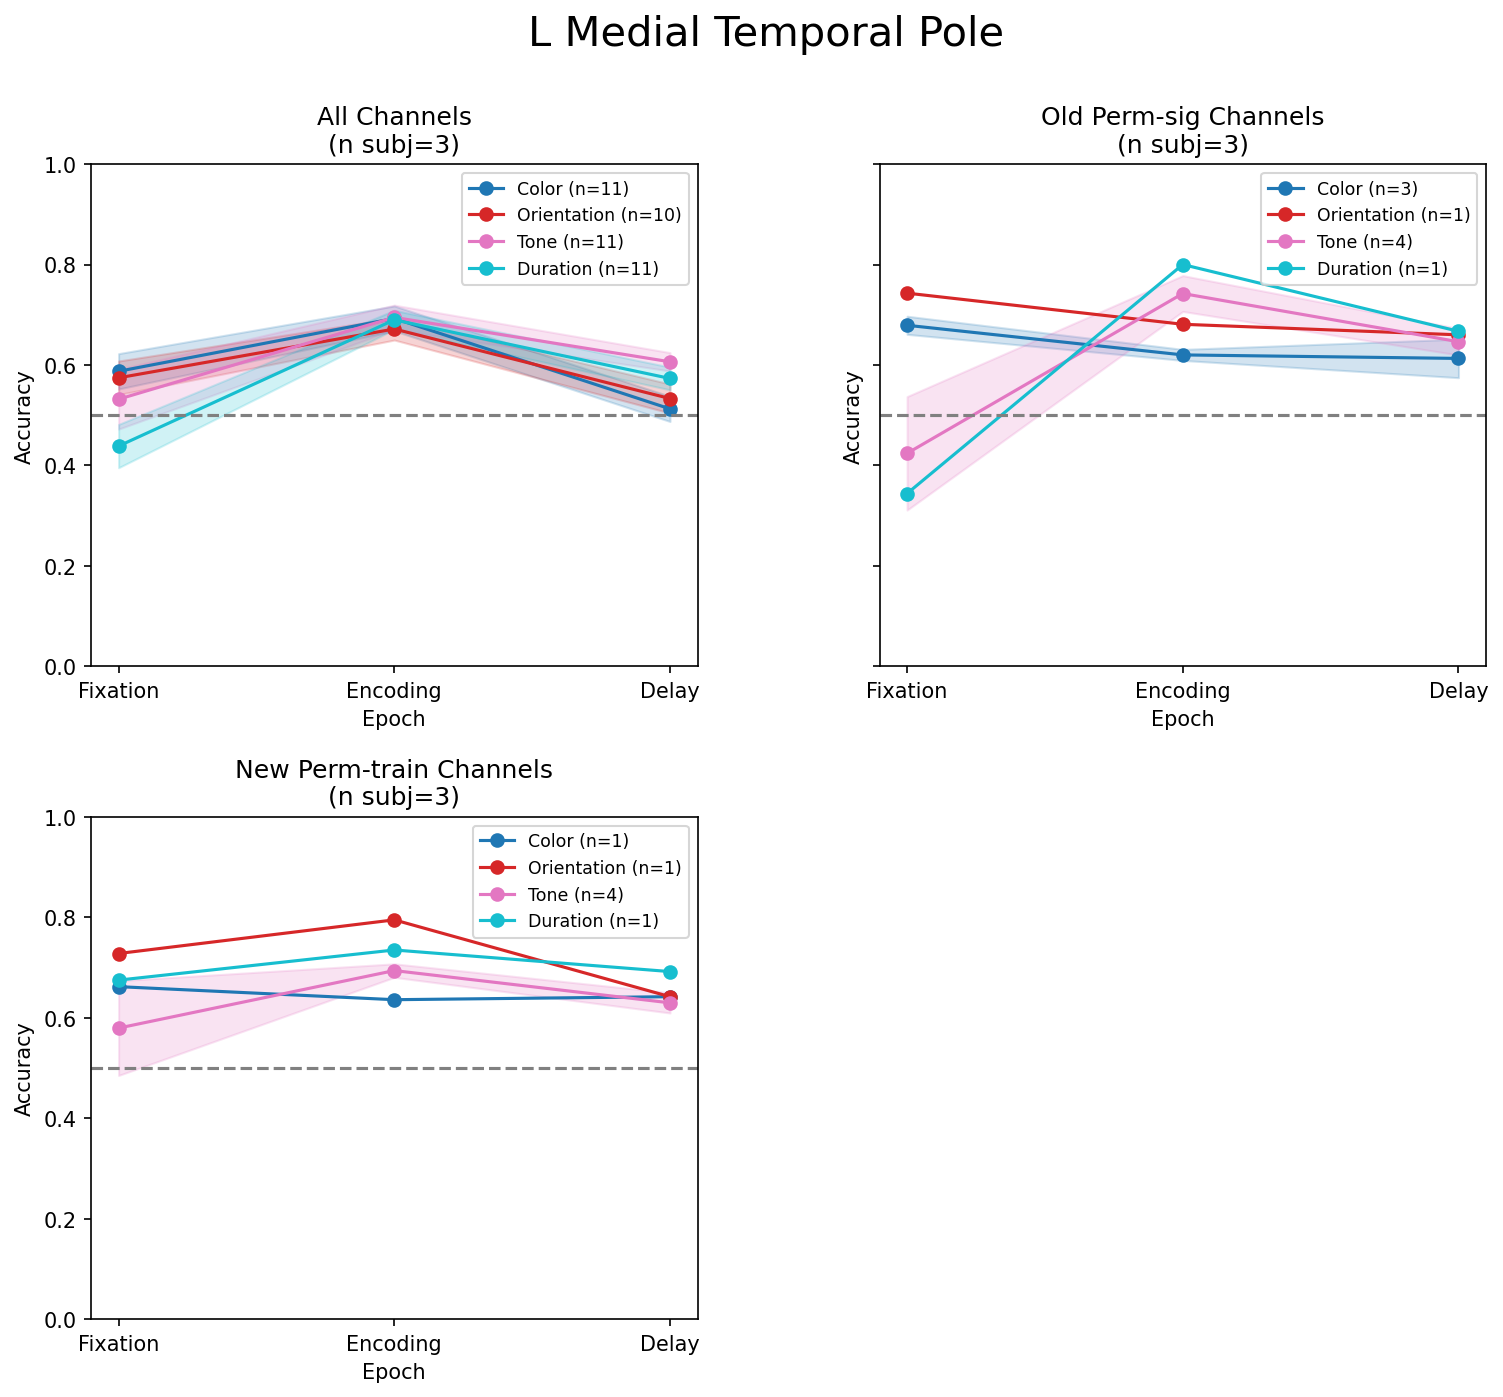 L Medial Temporal Pole
All Channels
(n subj=3)
1.0
0.8
0.6
0.4
0.2
0.0
Accuracy
Color (n=11)
Orientation (n=10)
Tone (n=11)
Duration (n=11)
Fixation Encoding Delay
Epoch
Old Perm-sig Channels
(n subj=3)
Accuracy
Color (n=3)
Orientation (n=1)
Tone (n=4)
Duration (n=1)
Fixation Encoding Delay
Epoch
New Perm-train Channels
(n subj=3)
1.0
0.8
0.6
0.4
0.2
0.0
Accuracy
Color (n=1)
Orientation (n=1)
Tone (n=4)
Duration (n=1)
Fixation Encoding Delay
Epoch